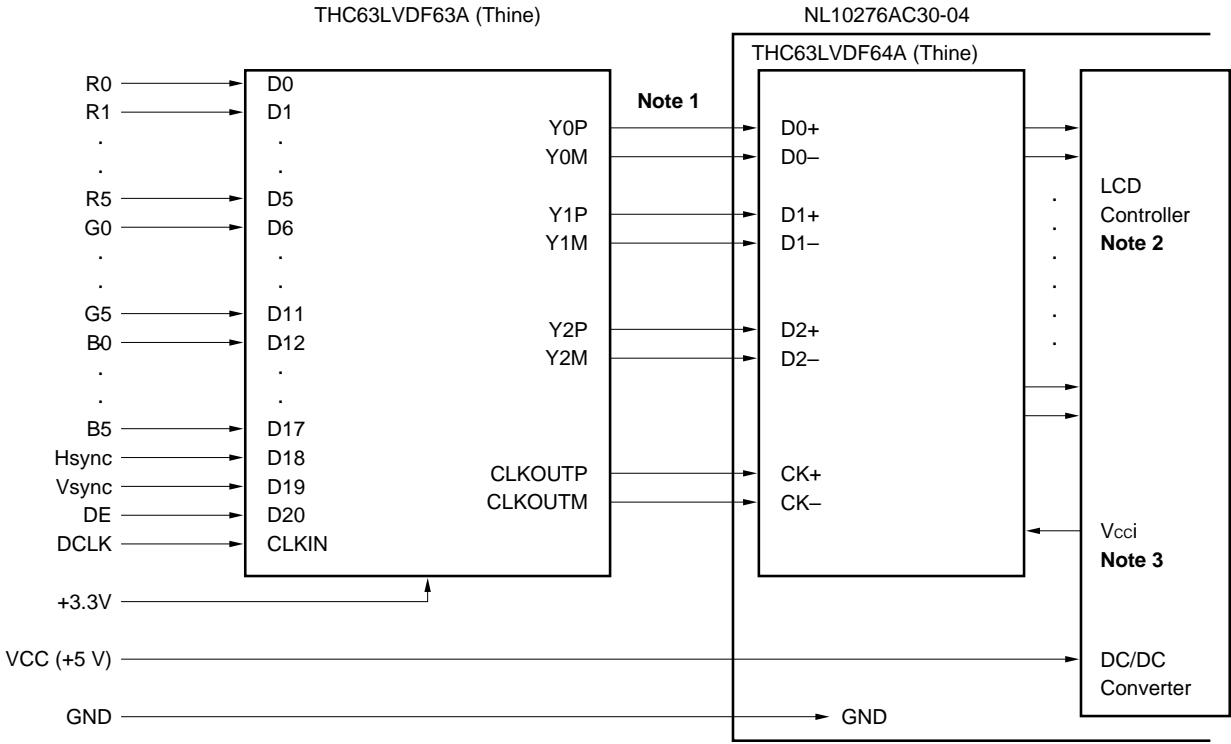 THC63LVDF63A (Thine)
NL10276AC30-04
THC63LVDF64A (Thine)
R0 D0
R1 D1
Note 1
Y0P D0+
. .
Y0M D0–
. .
LCD
R5 D5
Y1P D1+
Controller
G0 D6
Y1M D1–
Note 2
. .
. .
G5 D11
Y2P D2+
B0 D12
Y2M D2–
. .
. .
B5 D17
Hsync D18
CLKOUTP CK+
Vsync D19
CLKOUTM CK–
DE D20
Vcci
DCLK CLKIN
Note 3
+3.3V
VCC (+5 V)
DC/DC
Converter
GND GND